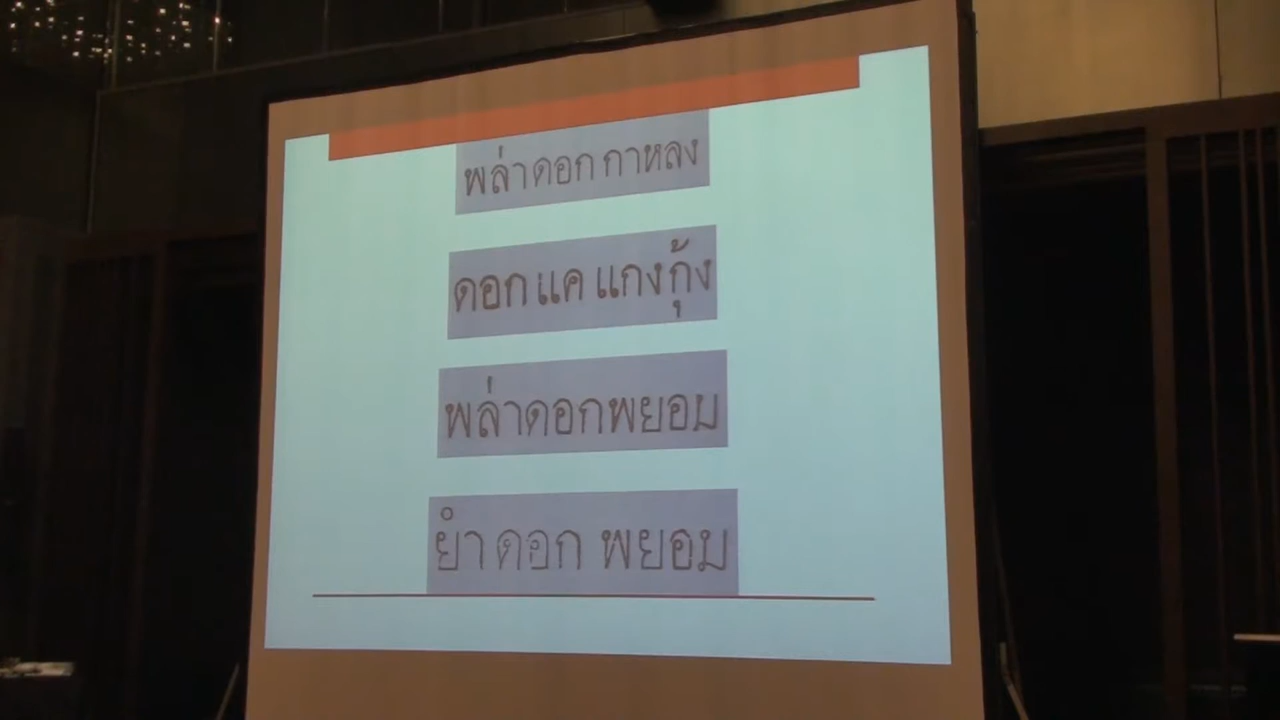 พล่าดอก กาหลง
ดอก แค แกงกุ้ง
พล่าดอกพยอม
ยำ ดอก พยอม